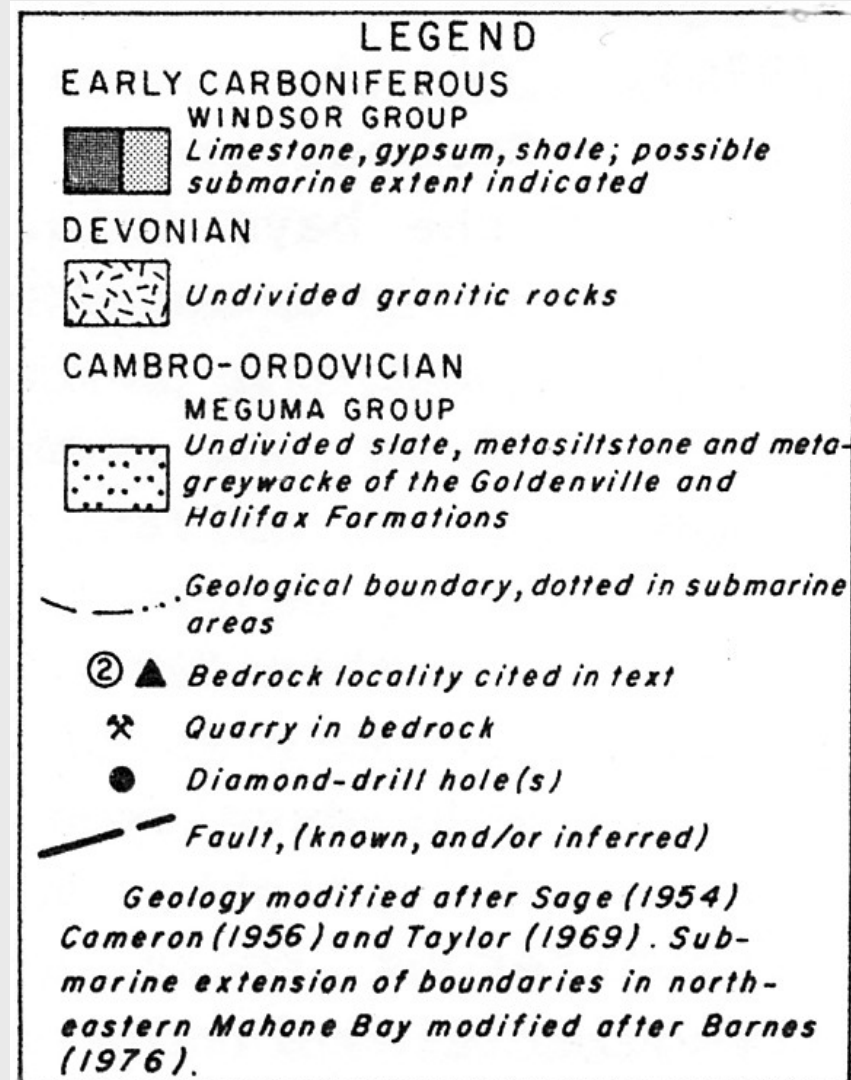 LEGEND
EARLY CARBONIFEROUS
WINDSOR GROUP
Limestone, gypsum, shale; possible
submarine extent indicated
DEVONIAN
Undivided granitic rocks
CAMBRO-ORDOVICIAN
MEGUMA GROUP
Undivided slate, metasiltstone and meta-
greywacke of the Goldenville and
Halifax Formations
Geological boundary, dotted in submarine
areas
② Bedrock locality cited in text
Quarry in bedrock
Diamond-drill hole(s)
Fault, (known, and/or inferred)
Geology modified after Sage (1954)
Cameron (1956) and Taylor (1969). Sub-
marine extension of boundaries in north-
eastern Mahone Bay modified after Barnes
(1976).